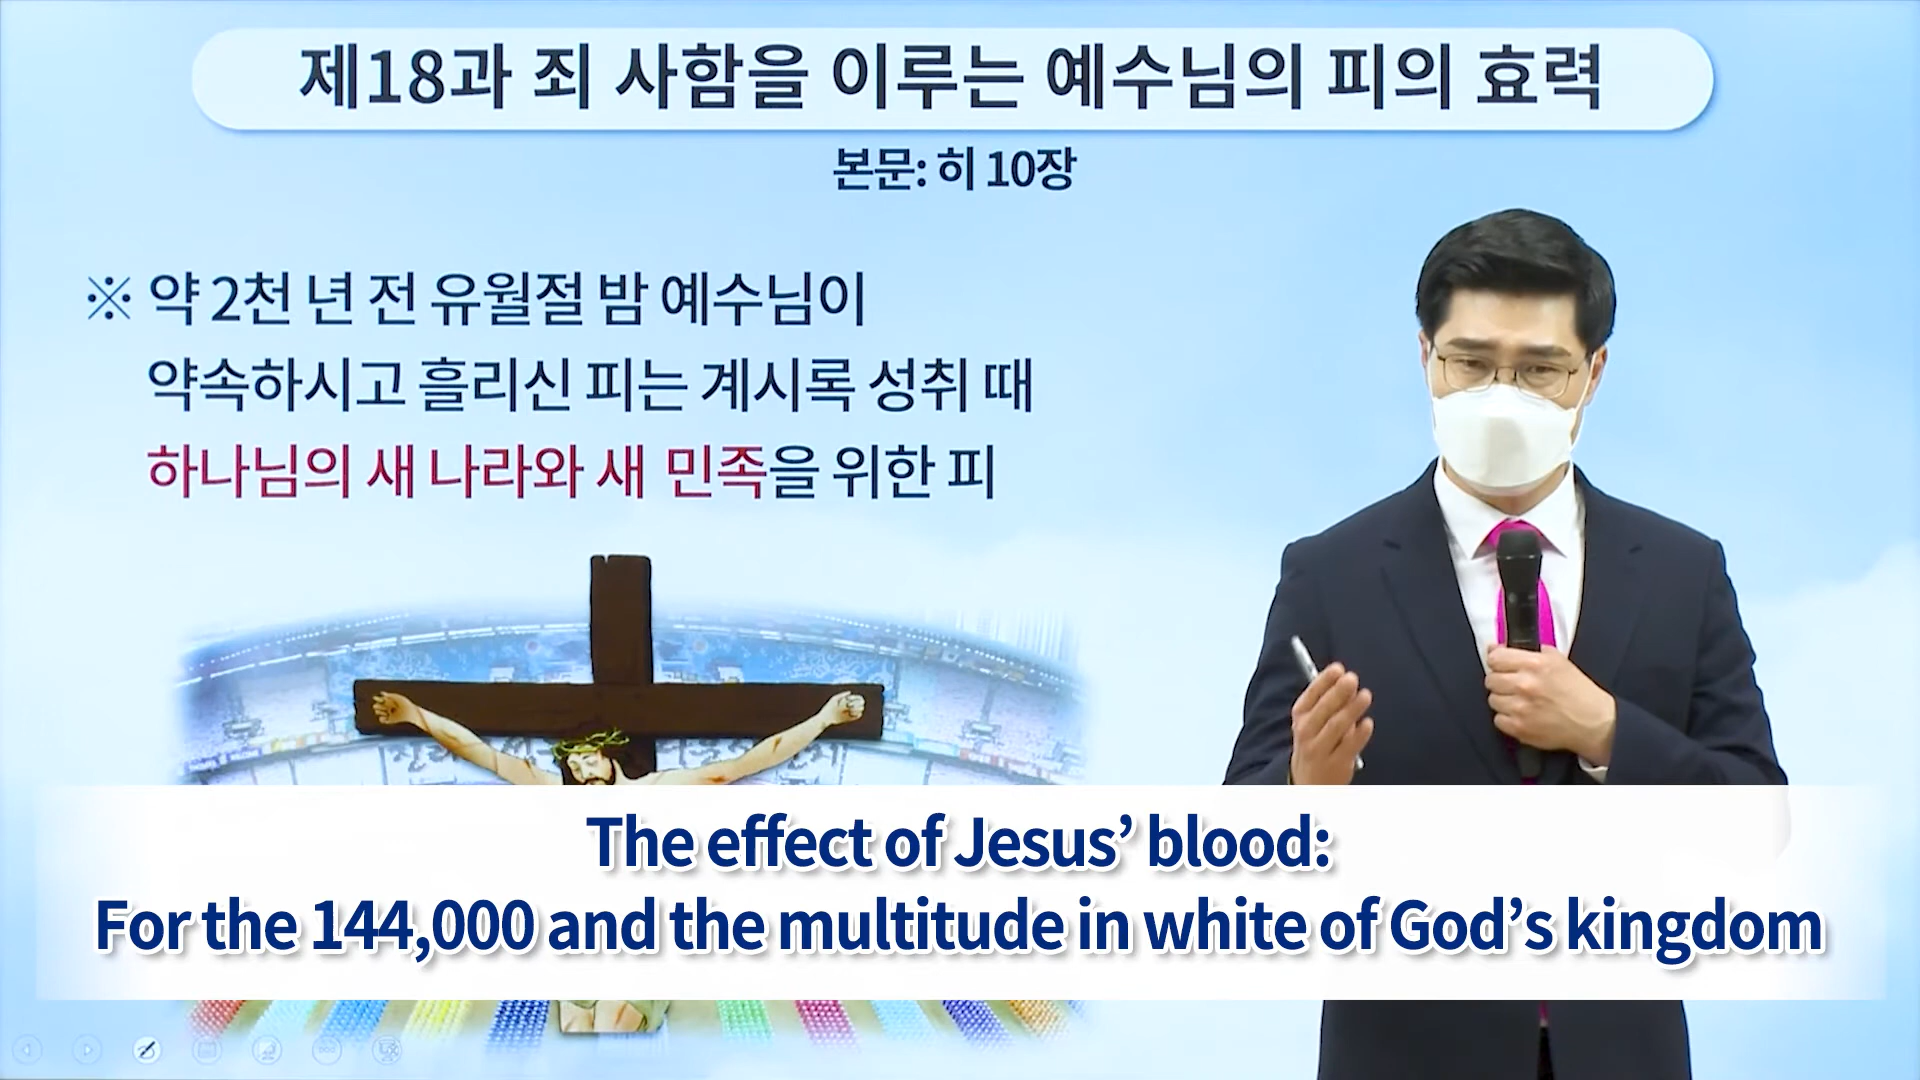 제18과 죄 사함을 이루는 예수님의 피의 효력
본문: 히 10장
※ 약 2천 년 전 유월절 밤 예수님이
약속하시고 흘리신 피는 계시록 성취 때
하나님의 새 나라와 새 민족을 위한 피
The effect of Jesus’ blood:
For the 144,000 and the multitude in white of God’s kingdom